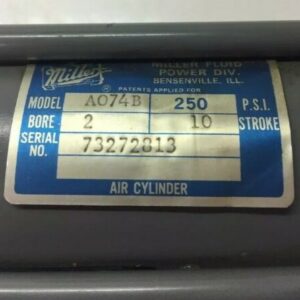 Miller
MILLER FLUID
POWER DIV.
BENSENVILLE, ILL.
PATENTS APPLIED FOR
MODEL A074B 250 P.S.I.
BORE 2 10 STROKE
SERIAL NO. 73272813
AIR CYLINDER